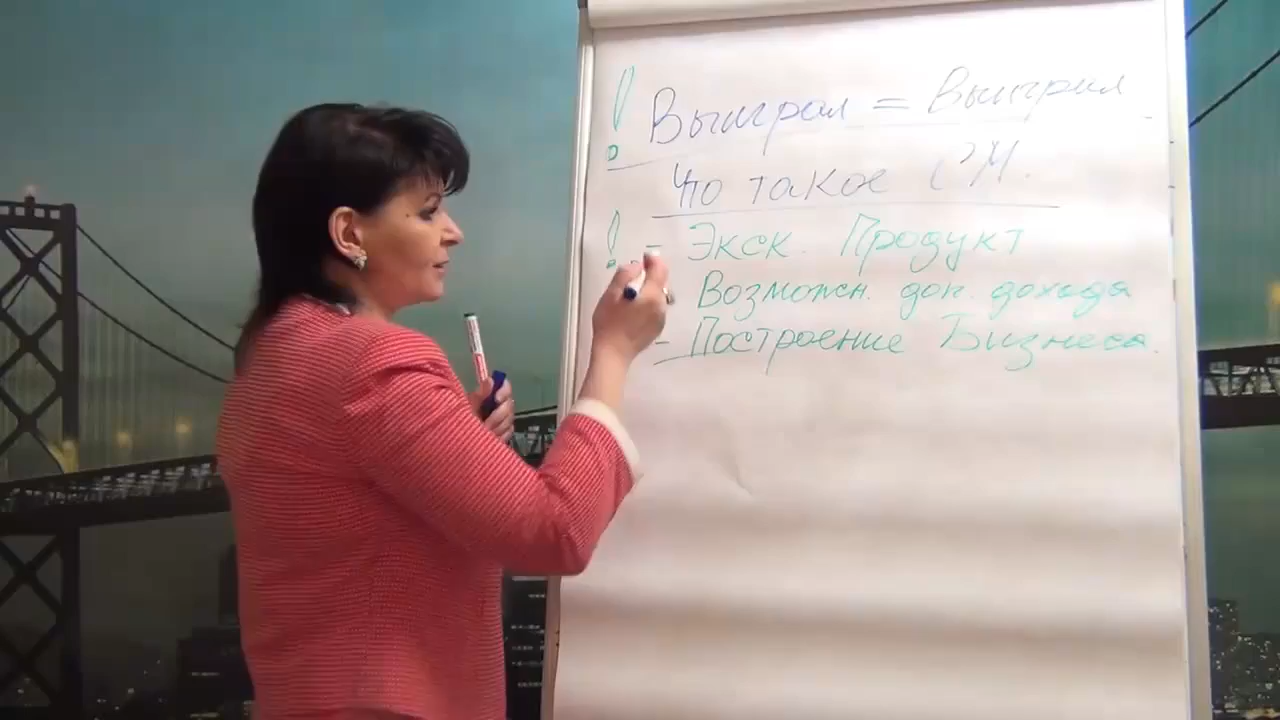 ! Выиграл = Выиграл
Что такое СМ.
! - Экск. Продукт
Возможн. доп. дохода
- Построение Бизнеса.